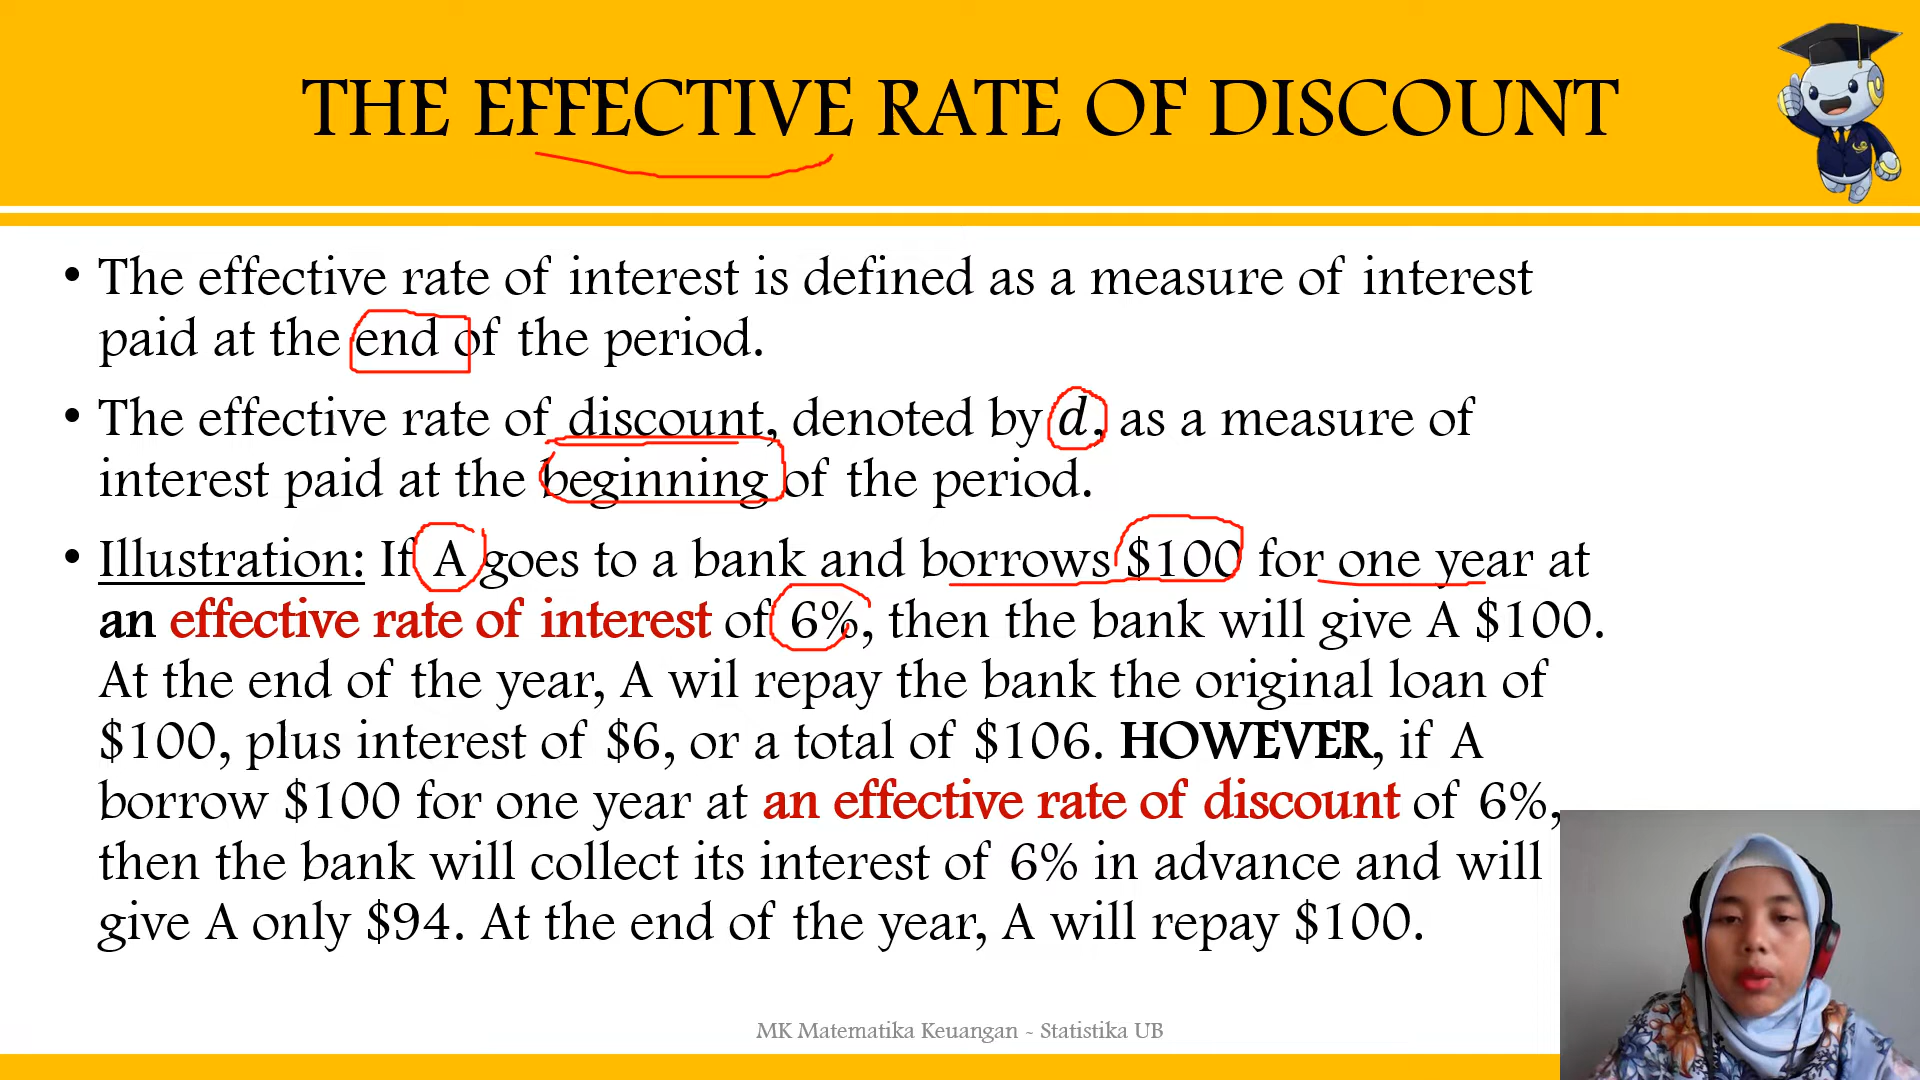 THE EFFECTIVE RATE OF DISCOUNT
• The effective rate of interest is defined as a measure of interest
paid at the end of the period.
• The effective rate of discount, denoted by d, as a measure of
interest paid at the beginning of the period.
• Illustration: If A goes to a bank and borrows $100 for one year at
an effective rate of interest of 6%, then the bank will give A $100.
At the end of the year, A wil repay the bank the original loan of
$100, plus interest of $6, or a total of $106. HOWEVER, if A
borrow $100 for one year at an effective rate of discount of 6%,
then the bank will collect its interest of 6% in advance and will
give A only $94. At the end of the year, A will repay $100.
MK Matematika Keuangan ~ Statistika UB